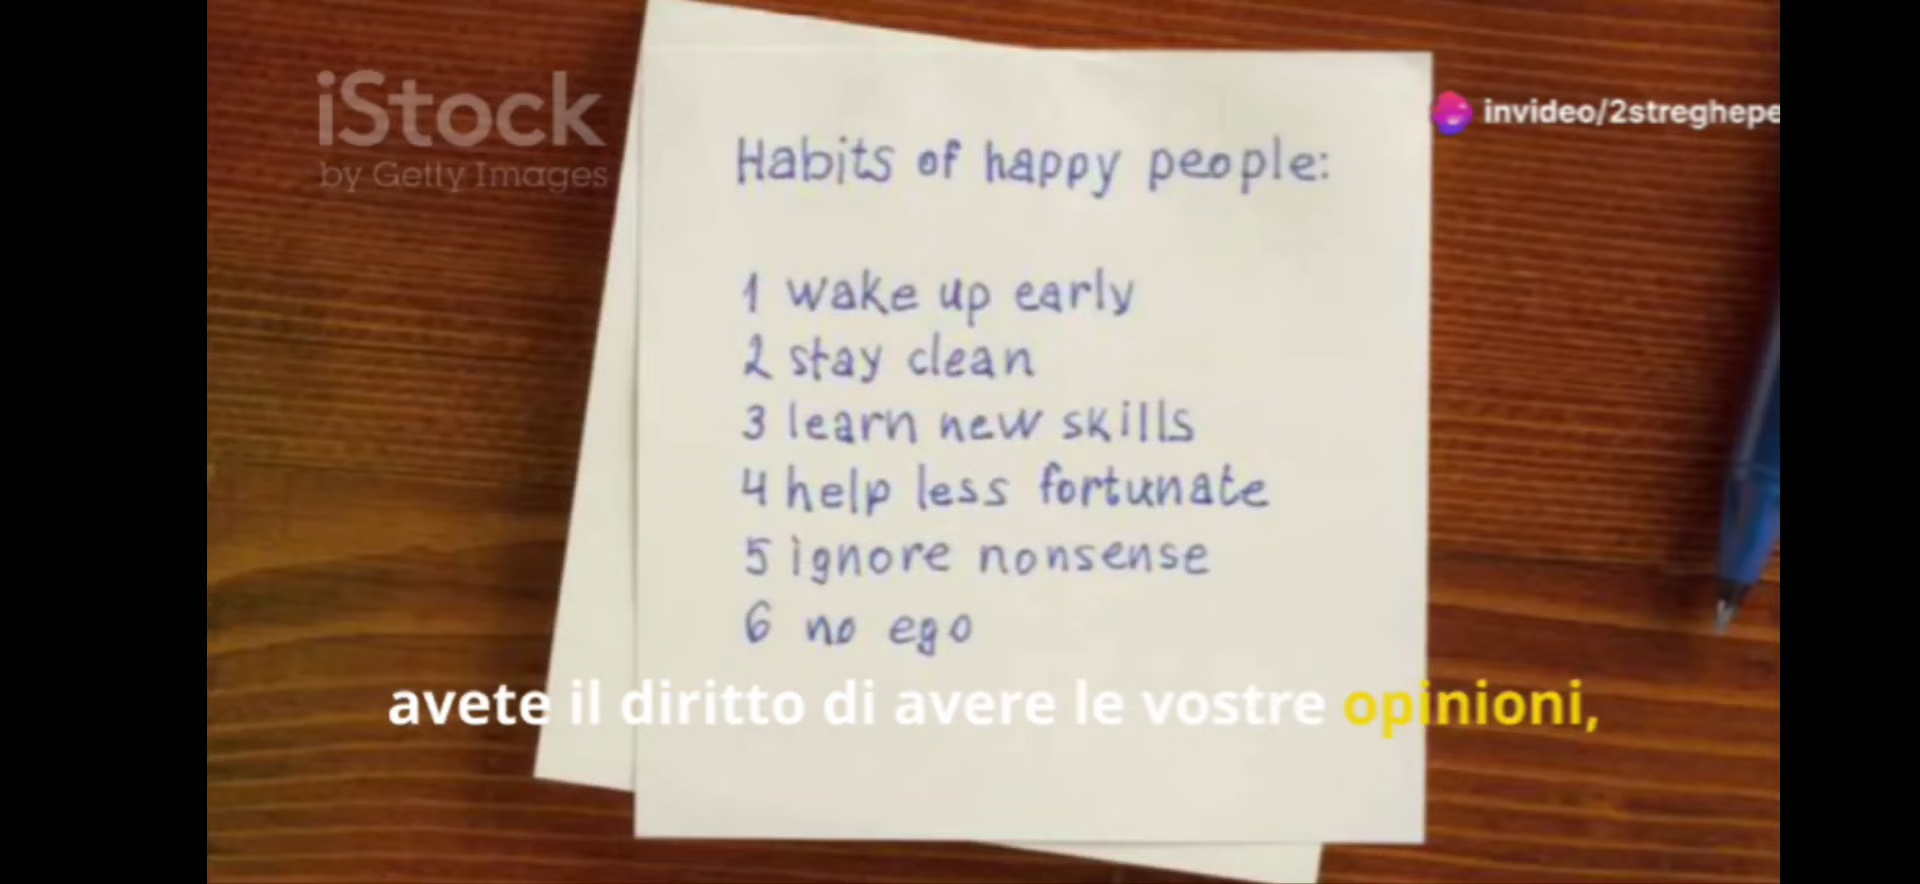 iStock
by Getty Images
invideo/2streghepe
Habits of happy people:
1 wake up early
2 stay clean
3 learn new skills
4 help less fortunate
5 ignore nonsense
6 no ego
avete il diritto di avere le vostre opinioni,